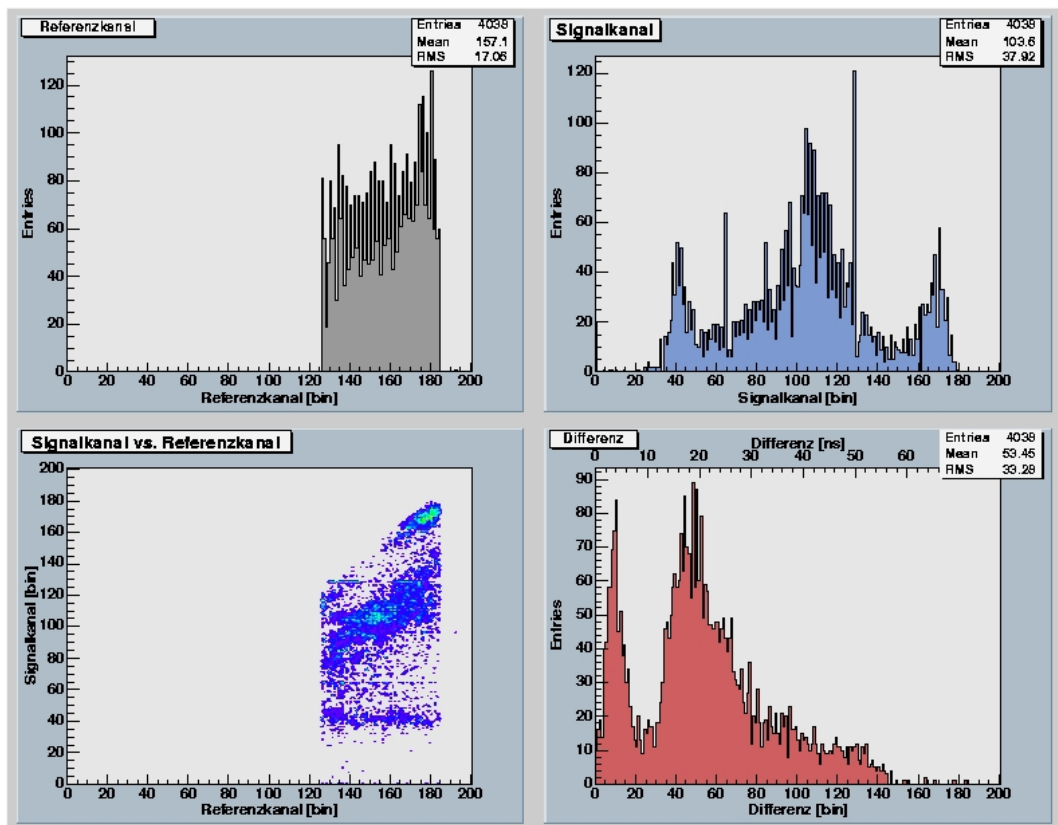 Referenzkanal
Entries 4039
Mean 157.1
RMS 17.06
120
100
80
60
40
20
0
Entries
0 20 40 60 80 100 120 140 160 180 200
Referenzkanal [bin]
Signalkanal
Entries 4039
Mean 103.6
RMS 37.92
120
100
80
60
40
20
0
Entries
0 20 40 60 80 100 120 140 160 180 200
Signalkanal [bin]
Signalkanal vs. Referenzkanal
200
180
160
140
120
100
80
60
40
20
0
Signalkanal [bin]
0 20 40 60 80 100 120 140 160 180 200
Referenzkanal [bin]
Differenz
Differenz [ns]
Entries 4039
Mean 53.45
RMS 33.28
0 10 20 30 40 50 60
90
80
70
60
50
40
30
20
10
0
Entries
0 20 40 60 80 100 120 140 160 180 200
Differenz [bin]